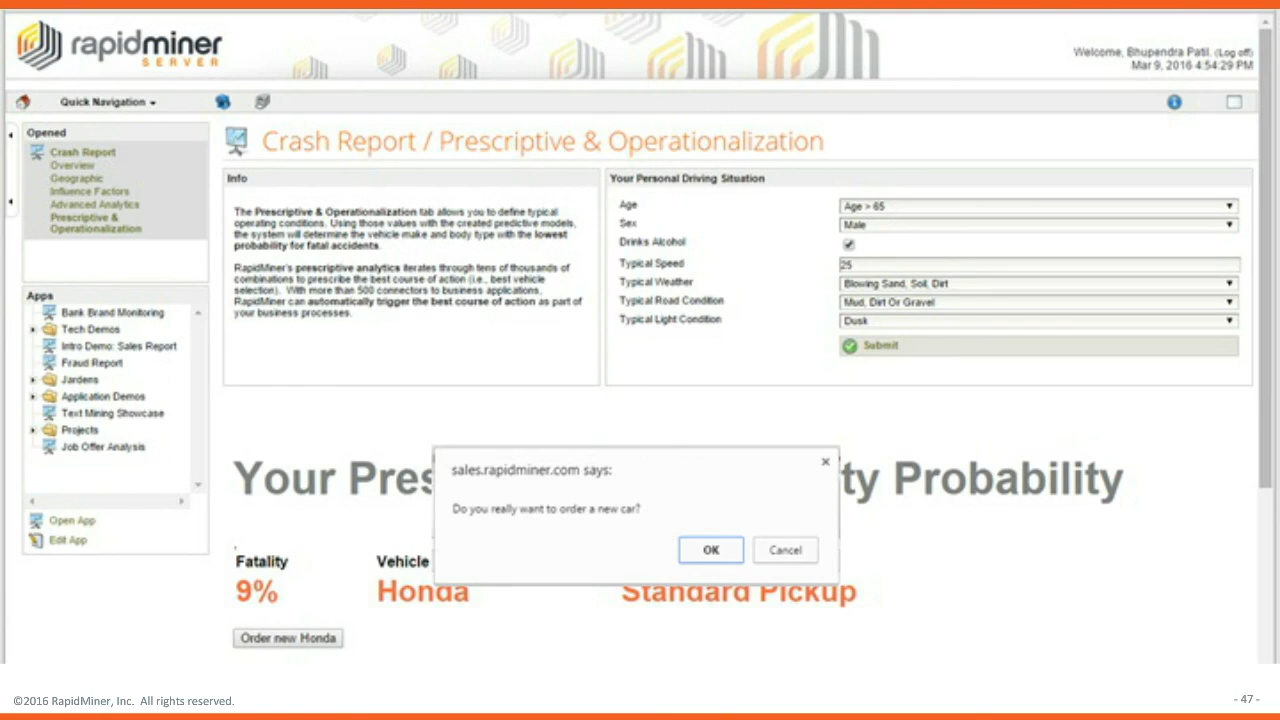 rapidminer
SERVER
Welcome, Bhupendra Patil. (Log off)
Mar 9, 2016 4:54:29 PM
Quick Navigation
Opened
Crash Report
Overview
Geographic
Influence Factors
Advanced Analytics
Prescriptive &
Operationalization
Apps
Bank Brand Monitoring
Tech Demos
Intro Demo: Sales Report
Fraud Report
Jardens
Application Demos
Text Mining Showcase
Projects
Job Offer Analysis
Open App
Edit App
Crash Report / Prescriptive & Operationalization
Info
The Prescriptive & Operationalization tab allows you to define typical
operating conditions. Using those values with the created predictive models,
the system will determine the vehicle make and body type with the lowest
probability for fatal accidents.
RapidMiner's prescriptive analytics iterates through tens of thousands of
combinations to prescribe the best course of action (i.e., best vehicle
selection). With more than 500 connectors to business applications,
RapidMiner can automatically trigger the best course of action as part of
your business processes.
Your Personal Driving Situation
Age Age > 65
Sex Male
Drinks Alcohol
Typical Speed 25
Typical Weather Blowing Sand, Soil, Dirt
Typical Road Condition Mud, Dirt Or Gravel
Typical Light Condition Dusk
Submit
Your Pres ty Probability
sales.rapidminer.com says:
Do you really want to order a new car?
OK Cancel
Fatality Vehicle
9% Honda Standard Pickup
Order new Honda
©2016 RapidMiner, Inc. All rights reserved.
- 47 -